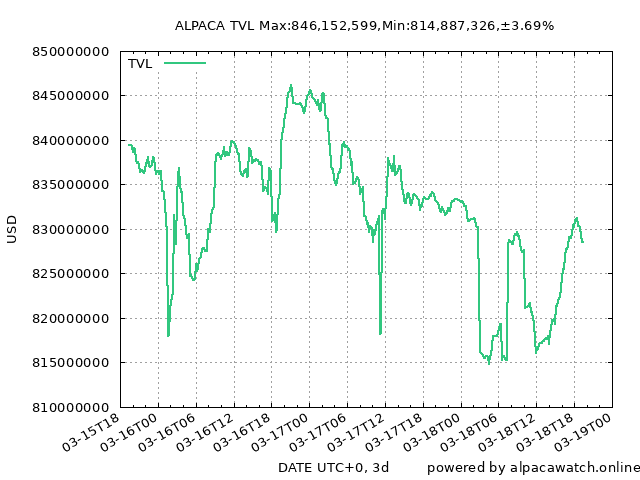 ALPACA TVL Max:846,152,599,Min:814,887,326,±3.69%
TVL
850000000
845000000
840000000
835000000
830000000
825000000
820000000
815000000
810000000
USD
03-15T18
03-16T00
03-16T06
03-16T12
03-16T18
03-17T00
03-17T06
03-17T12
03-17T18
03-18T00
03-18T06
03-18T12
03-18T18
03-19T00
DATE UTC+0, 3d
powered by alpacawatch.online